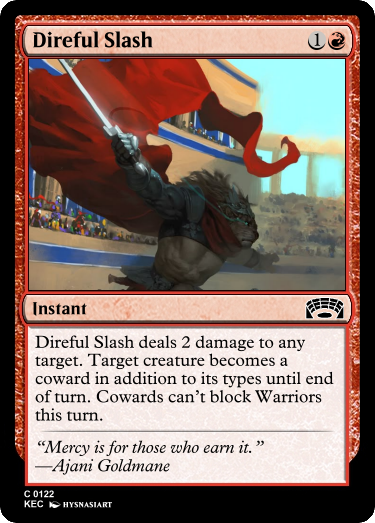 Direful Slash 1
Instant
Direful Slash deals 2 damage to any
target. Target creature becomes a
coward in addition to its types until end
of turn. Cowards can’t block Warriors
this turn.
“Mercy is for those who earn it.”
—Ajani Goldmane
C 0122
KEC HYSNASIART